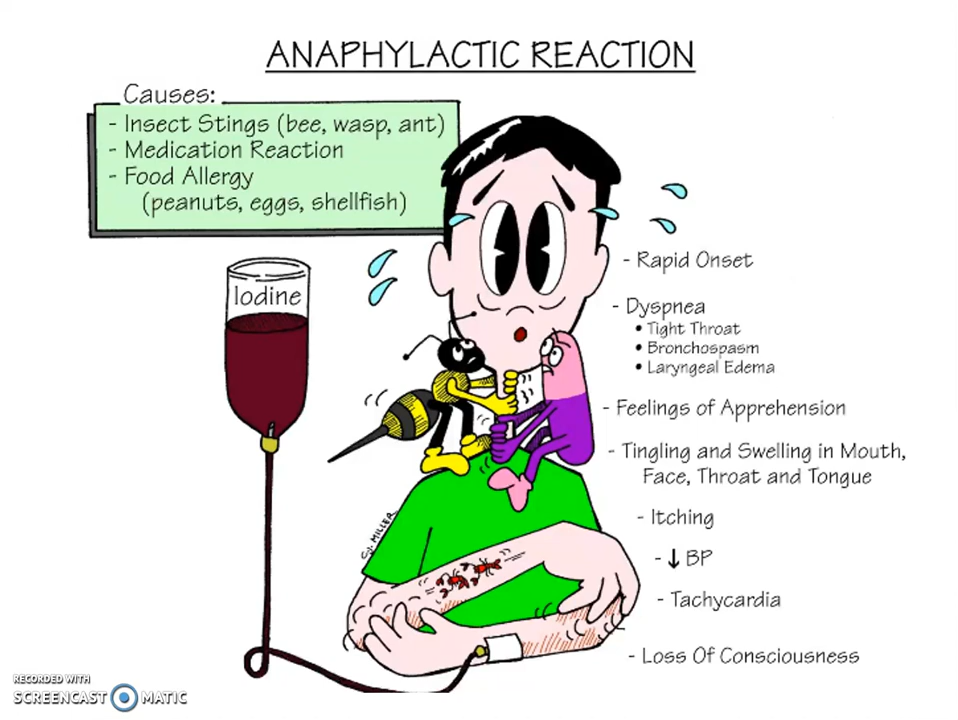 ANAPHYLACTIC REACTION
Causes:
- Insect Stings (bee, wasp, ant)
- Medication Reaction
- Food Allergy
(peanuts, eggs, shellfish)
Iodine
- Rapid Onset
- Dyspnea
• Tight Throat
• Bronchospasm
• Laryngeal Edema
- Feelings of Apprehension
- Tingling and Swelling in Mouth,
Face, Throat and Tongue
- Itching
- ↓ BP
- Tachycardia
- Loss Of Consciousness
CJ MILLER
RECORDED WITH
SCREENCAST MATIC